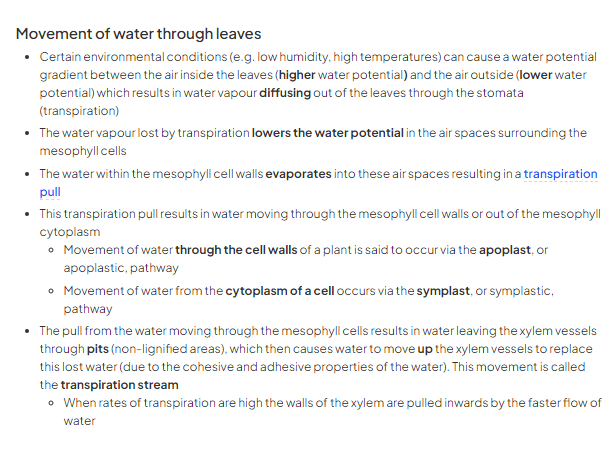 Movement of water through leaves
• Certain environmental conditions (e.g. low humidity, high temperatures) can cause a water potential
gradient between the air inside the leaves (higher water potential) and the air outside (lower water
potential) which results in water vapour diffusing out of the leaves through the stomata
(transpiration)
• The water vapour lost by transpiration lowers the water potential in the air spaces surrounding the
mesophyll cells
• The water within the mesophyll cell walls evaporates into these air spaces resulting in a transpiration
pull
• This transpiration pull results in water moving through the mesophyll cell walls or out of the mesophyll
cytoplasm
◦ Movement of water through the cell walls of a plant is said to occur via the apoplast, or
apoplastic, pathway
◦ Movement of water from the cytoplasm of a cell occurs via the symplast, or symplastic,
pathway
• The pull from the water moving through the mesophyll cells results in water leaving the xylem vessels
through pits (non-lignified areas), which then causes water to move up the xylem vessels to replace
this lost water (due to the cohesive and adhesive properties of the water). This movement is called
the transpiration stream
◦ When rates of transpiration are high the walls of the xylem are pulled inwards by the faster flow of
water